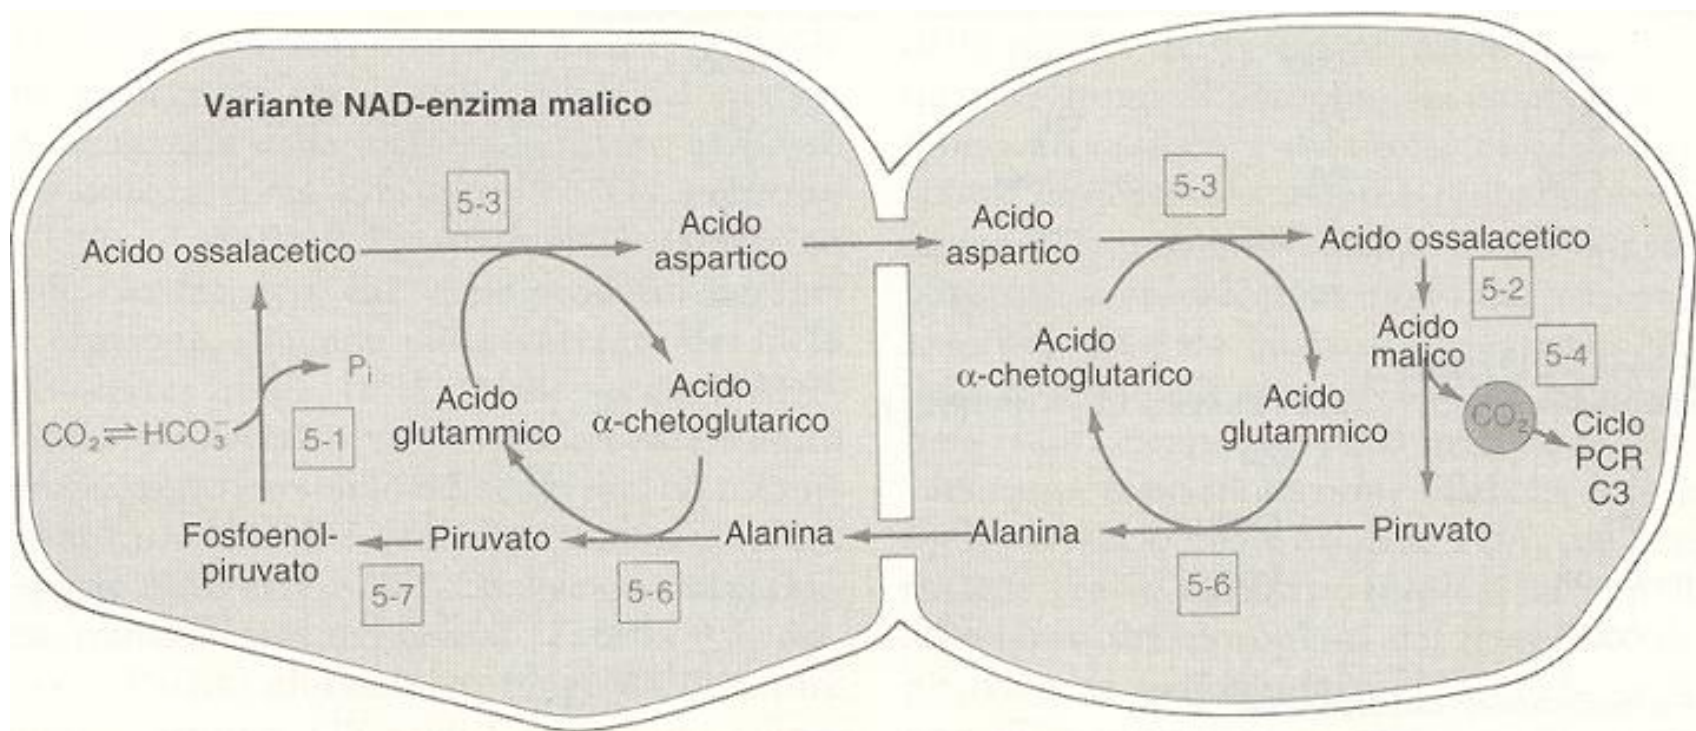 Variante NAD-enzima malico
5-3
Acido ossalacetico
Acido
aspartico
Pi
CO2⇌HCO3-
5-1
Acido
glutammico
Acido
α-chetoglutarico
Fosfoenol-
piruvato
5-7
Piruvato
5-6
Alanina
Acido
aspartico
5-3
Acido ossalacetico
5-2
Acido
malico
5-4
Acido
α-chetoglutarico
Acido
glutammico
CO2
Ciclo
PCR
C3
Alanina
5-6
Piruvato